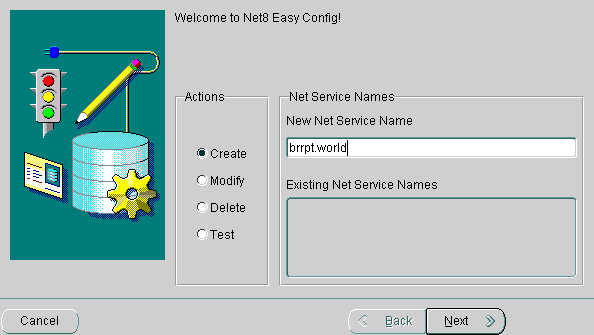 Welcome to Net8 Easy Config!
Actions
Create
Modify
Delete
Test
Net Service Names
New Net Service Name
brrpt.world
Existing Net Service Names
Cancel
Back
Next